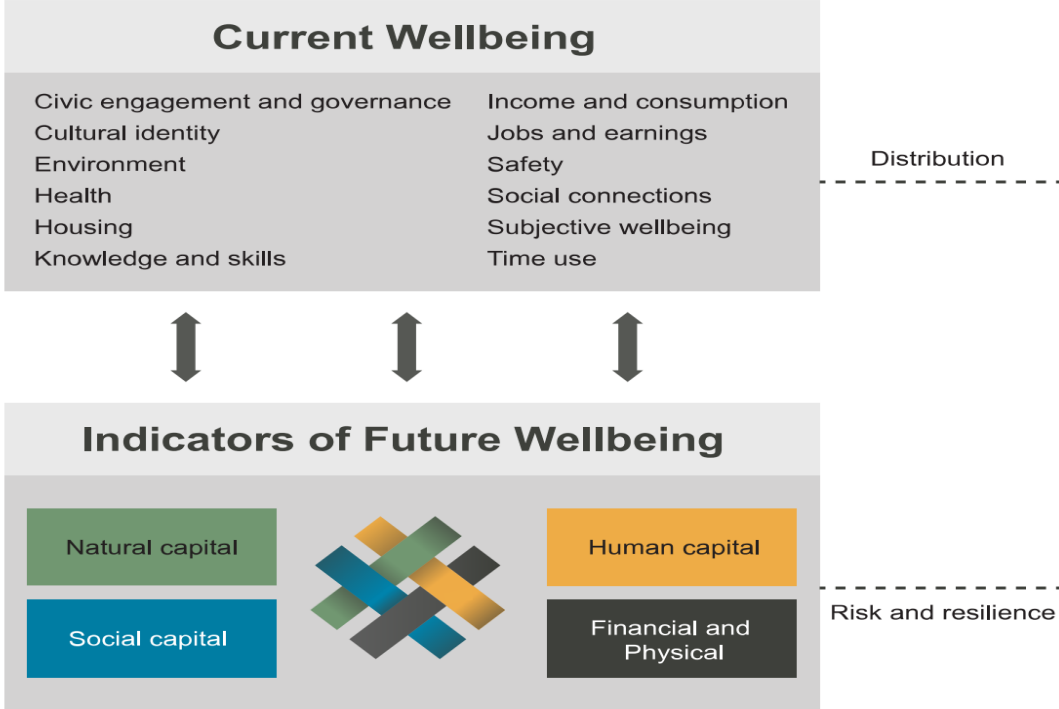 Current Wellbeing
Civic engagement and governance
Cultural identity
Environment
Health
Housing
Knowledge and skills
Income and consumption
Jobs and earnings
Safety
Social connections
Subjective wellbeing
Time use
Distribution
Indicators of Future Wellbeing
Natural capital
Social capital
Human capital
Financial and
Physical
Risk and resilience